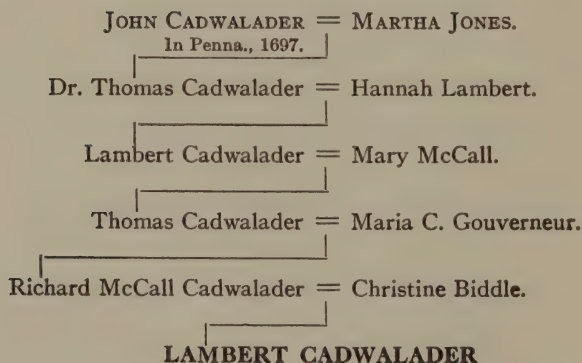 JOHN CADWALADER = MARTHA JONES.
In Penna., 1697.
Dr. Thomas Cadwalader = Hannah Lambert.
Lambert Cadwalader = Mary McCall.
Thomas Cadwalader = Maria C. Gouverneur.
Richard McCall Cadwalader = Christine Biddle.
LAMBERT CADWALADER